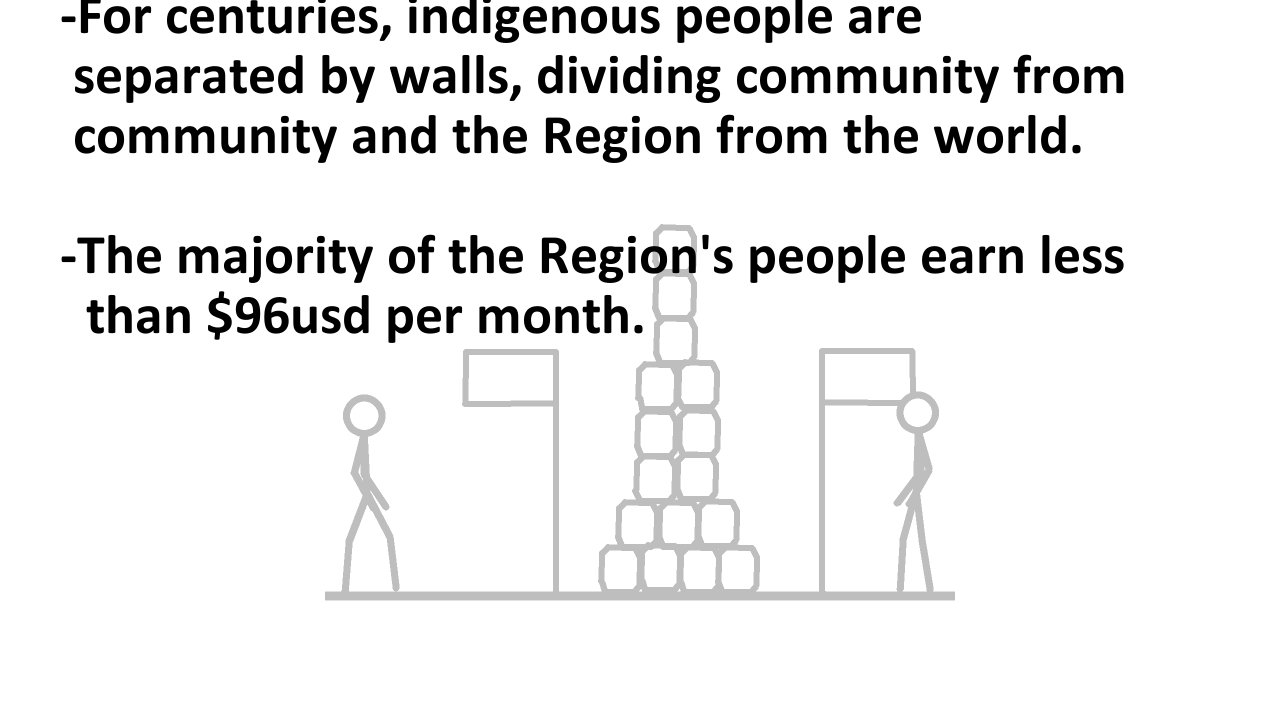 -For centuries, indigenous people are
separated by walls, dividing community from
community and the Region from the world.
-The majority of the Region's people earn less
than $96usd per month.